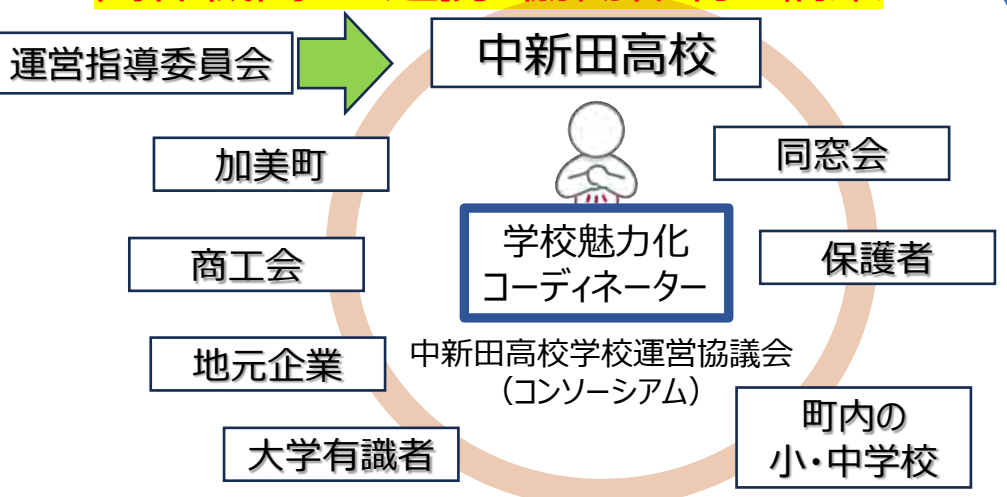 運営指導委員会
中新田高校
加美町
同窓会
商工会
学校魅力化
コーディネーター
保護者
地元企業
中新田高校学校運営協議会
（コンソーシアム）
大学有識者
町内の
小・中学校